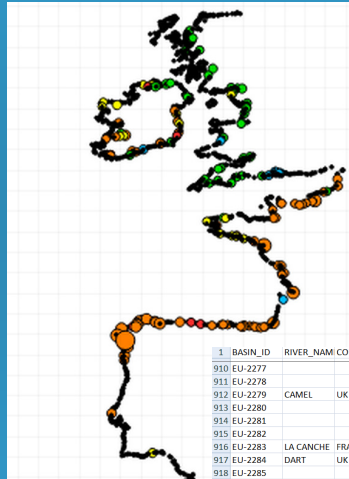 1 BASIN_ID RIVER_NAMI CO
910 EU-2277
911 EU-2278
912 EU-2279 CAMEL UK
913 EU-2280
914 EU-2281
915 EU-2282
916 EU-2283 LA CANCHE FRA
917 EU-2284 DART UK
918 EU-2285